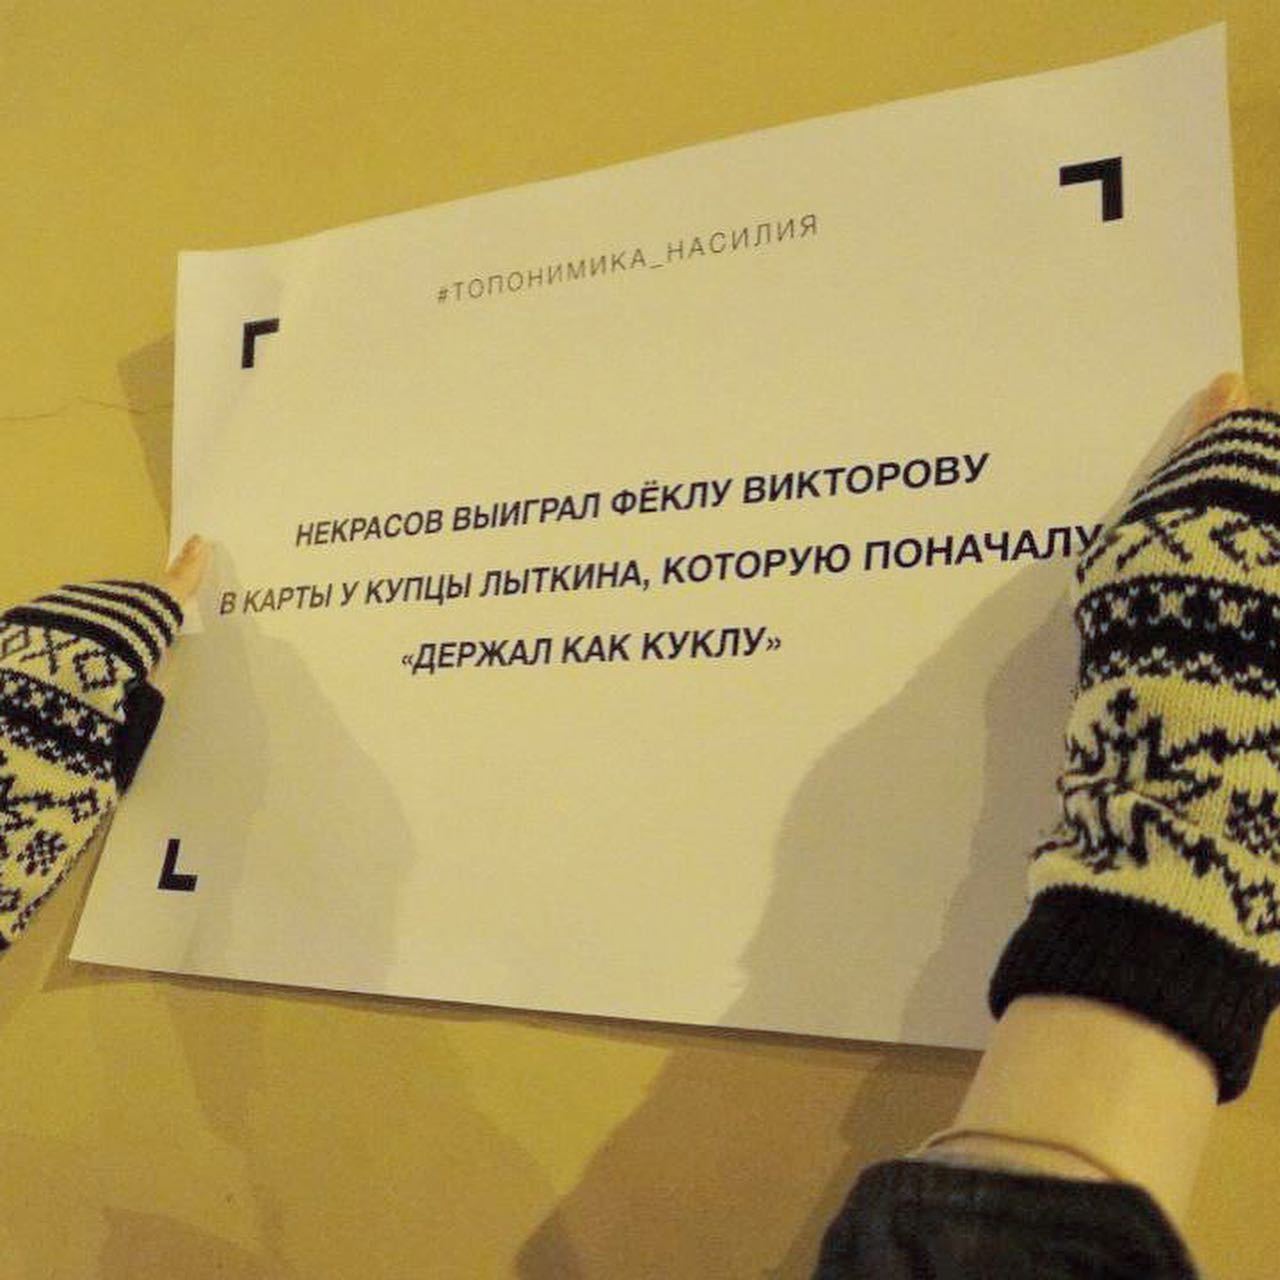 #ТОПОНИМИКА_НАСИЛИЯ
НЕКРАСОВ ВЫИГРАЛ ФЁКЛУ ВИКТОРОВУ
В КАРТЫ У КУПЦЫ ЛЫТКИНА, КОТОРУЮ ПОНАЧАЛУ
«ДЕРЖАЛ КАК КУКЛУ»